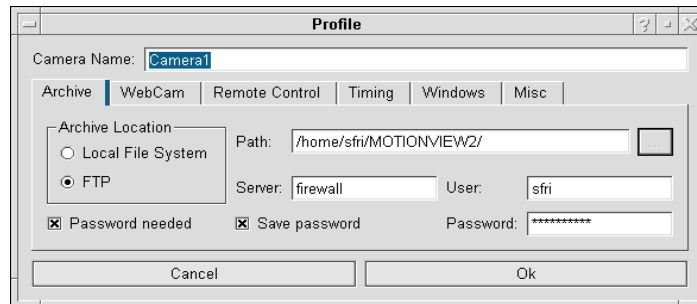 Profile
Camera Name: Camera1
Archive WebCam Remote Control Timing Windows Misc
Archive Location
Local File System
FTP
Path: /home/sfri/MOTIONVIEW2/ ...
Server: firewall User: sfri
Password needed Save password Password: **********
Cancel Ok